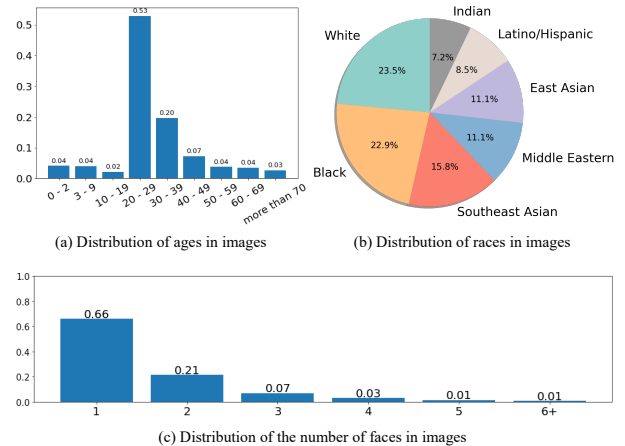 0.5
0.4
0.3
0.2
0.1
0.0
0.04
0.04
0.02
0.53
0.20
0.07
0.04
0.04
0.03
0 - 2
3 - 9
10 - 19
20 - 29
30 - 39
40 - 49
50 - 59
60 - 69
more than 70
(a) Distribution of ages in images
Indian
7.2%
Latino/Hispanic
8.5%
East Asian
11.1%
Middle Eastern
11.1%
Southeast Asian
15.8%
Black
22.9%
White
23.5%
(b) Distribution of races in images
1.0
0.8
0.6
0.4
0.2
0.0
0.66
0.21
0.07
0.03
0.01
0.01
1
2
3
4
5
6+
(c) Distribution of the number of faces in images